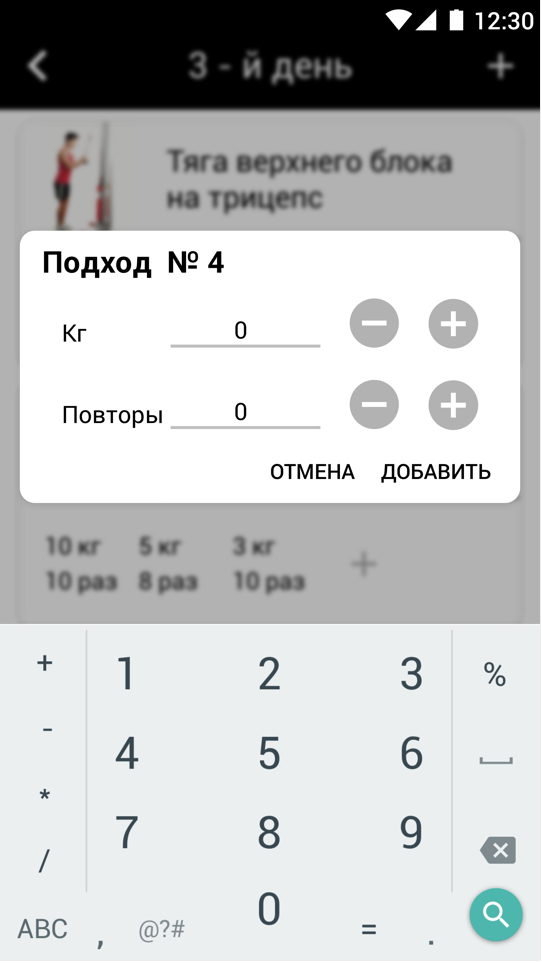 12:30
3 - й день
+
Тяга верхнего блока
на трицепс
Подход № 4
Кг 0
Повторы 0
ОТМЕНА ДОБАВИТЬ
10 кг 5 кг 3 кг
10 раз 8 раз 10 раз
+
+ 1 2 3 %
- 4 5 6
* 7 8 9
/
0
ABC , @?# = .